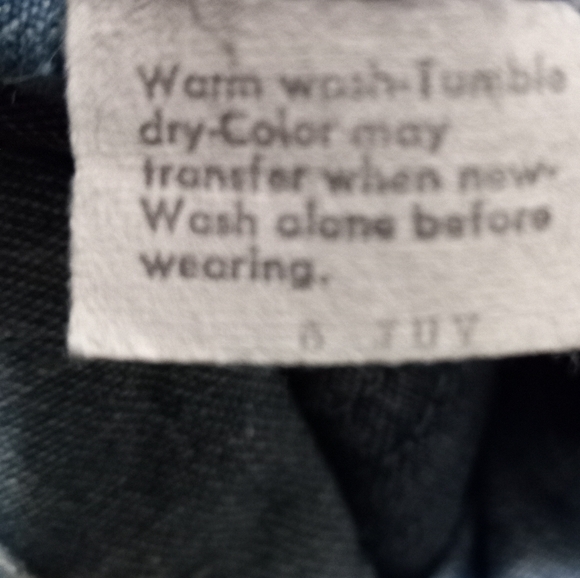 Warm wash-Tumble
dry-Color may
transfer when new-
Wash alone before
wearing.